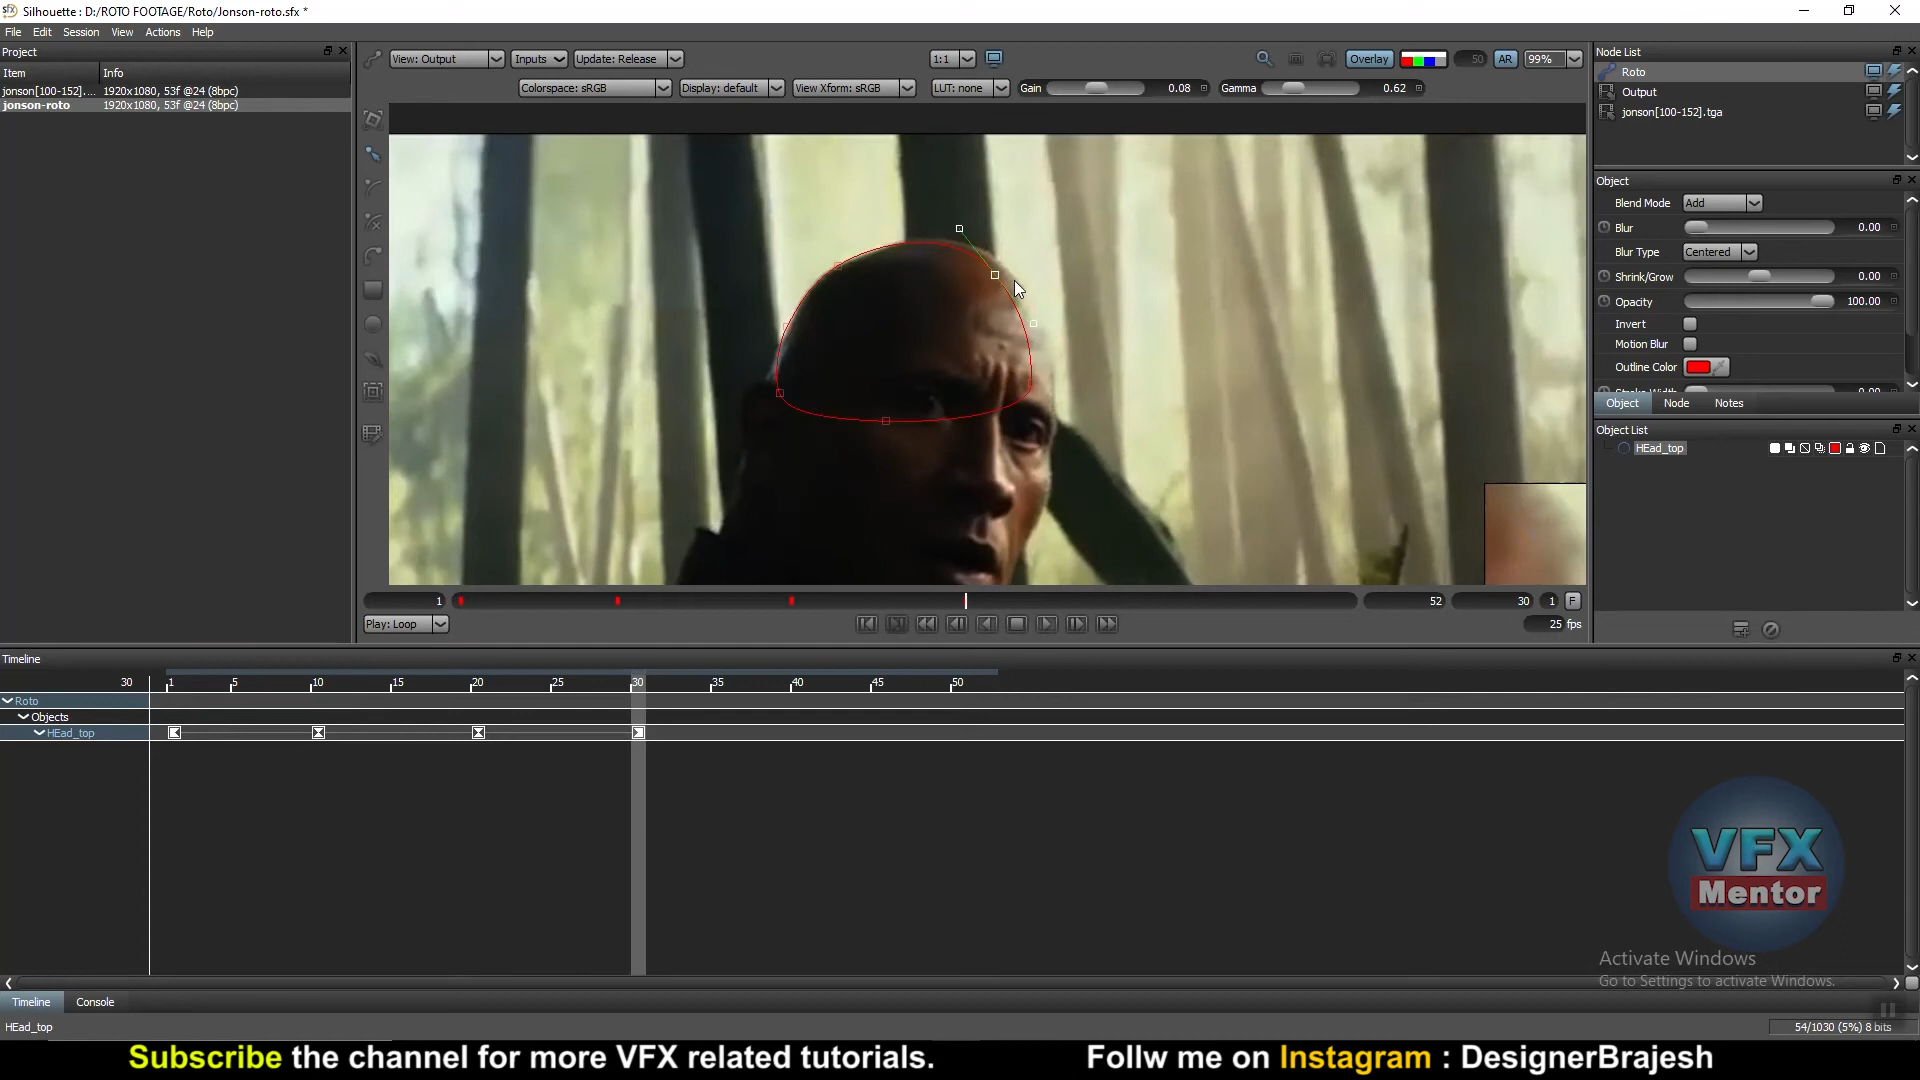 Silhouette : D:/ROTO FOOTAGE/Roto/Jonson-roto.sfx *
File Edit Session View Actions Help
Project
Item Info
jonson[100-152].... 1920x1080, 53f @24 (8bpc)
jonson-roto 1920x1080, 53f @24 (8bpc)
View: Output Inputs Update: Release 1:1 Overlay 50 AR 99%
Colorspace: sRGB Display: default View Xform: sRGB LUT: none Gain 0.08 Gamma 0.62
Node List
Roto
Output
jonson[100-152].tga
Object
Blend Mode Add
Blur 0.00
Blur Type Centered
Shrink/Grow 0.00
Opacity 100.00
Invert
Motion Blur
Outline Color
Object Node Notes
Object List
HEad_top
1 52 30 1 F
Play: Loop 25 fps
Timeline
30 1 5 10 15 20 25 30 35 40 45 50
Roto
Objects
HEad_top
VFX
Mentor
Activate Windows
Go to Settings to activate Windows.
Timeline Console
HEad_top 54/1030 (5%) 8 bits
Subscribe the channel for more VFX related tutorials. Follw me on Instagram : DesignerBrajesh